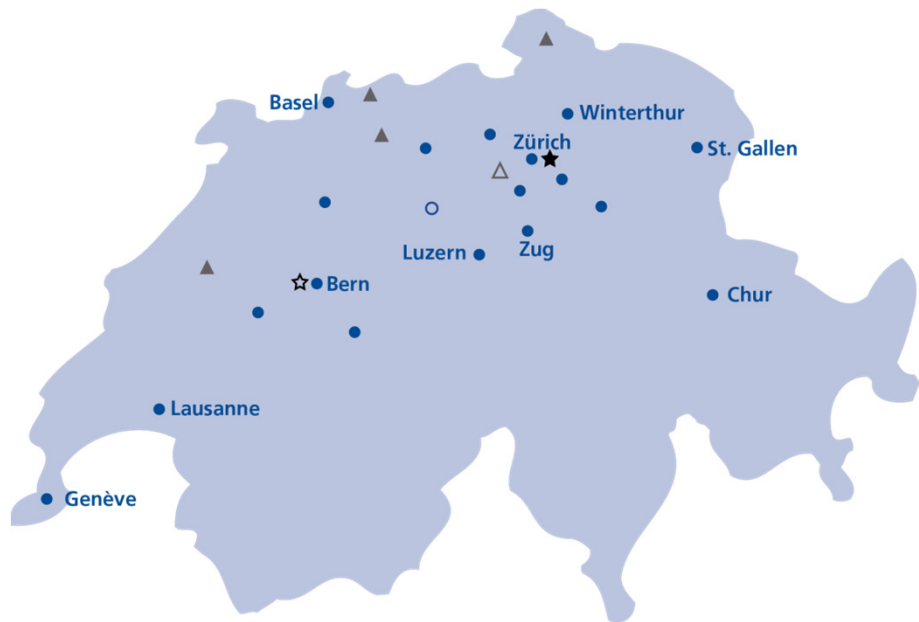 Basel
Winterthur
Zürich
St. Gallen
Luzern
Zug
Bern
Chur
Lausanne
Genève